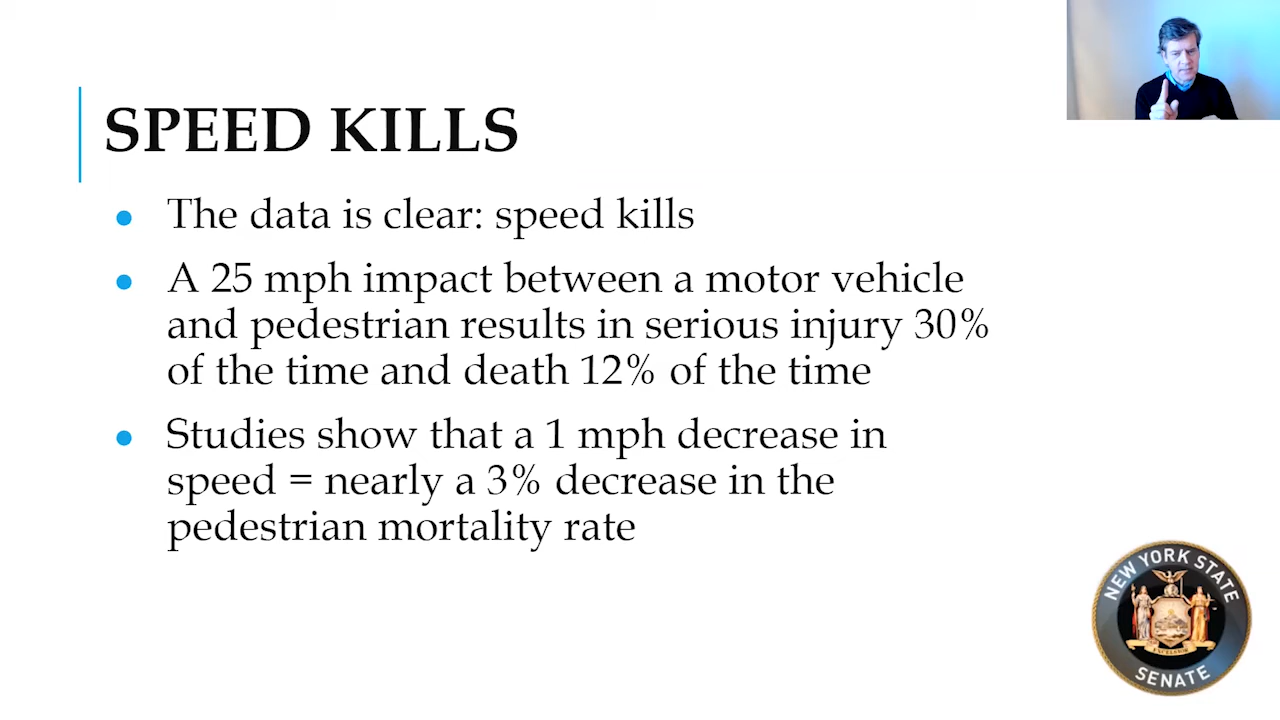 SPEED KILLS
● The data is clear: speed kills
● A 25 mph impact between a motor vehicle
and pedestrian results in serious injury 30%
of the time and death 12% of the time
● Studies show that a 1 mph decrease in
speed = nearly a 3% decrease in the
pedestrian mortality rate
NEW YORK STATE
EXCELSIOR
SENATE